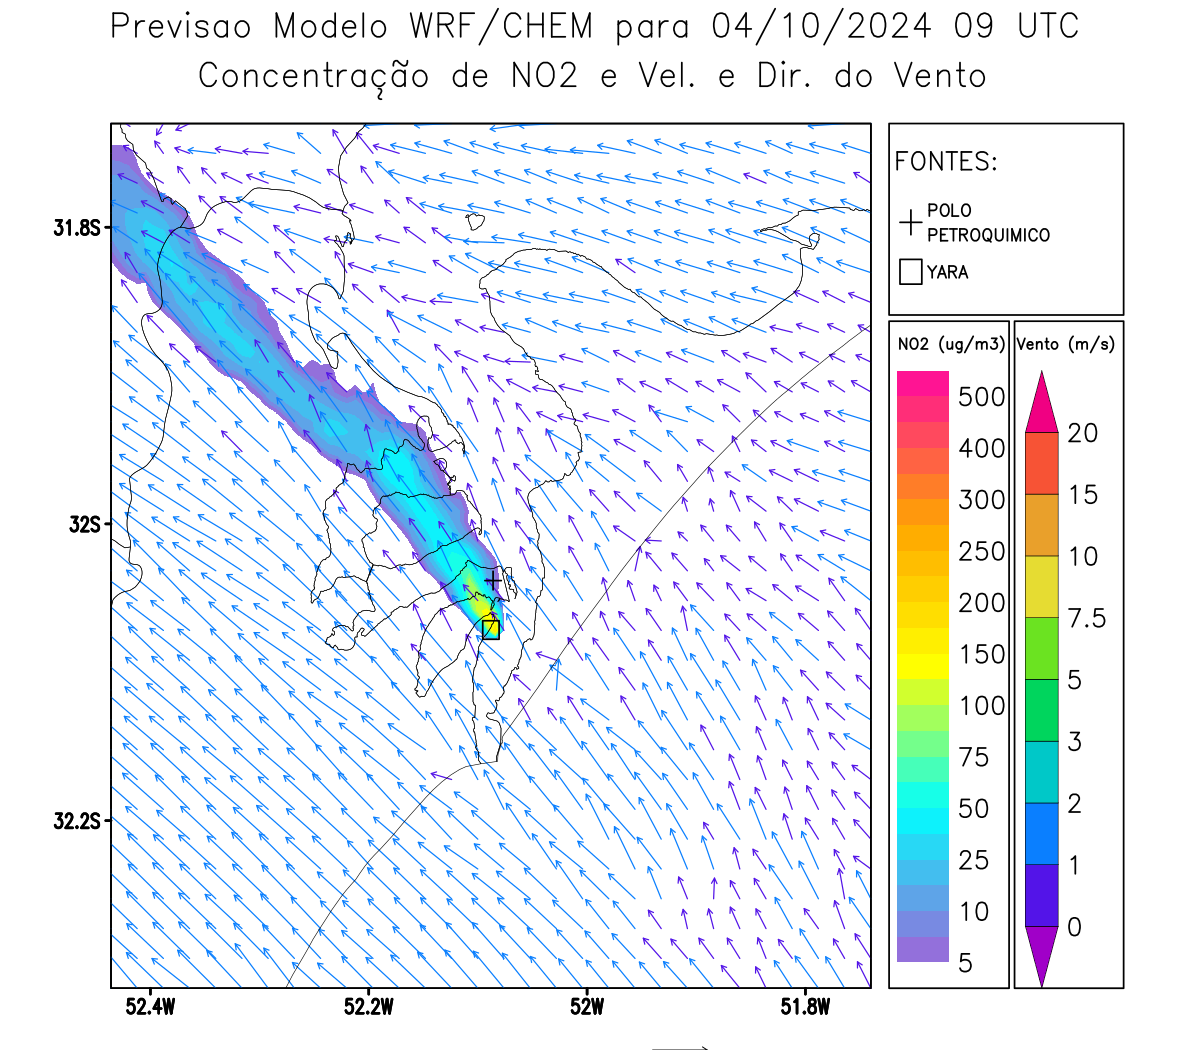 Previsao Modelo WRF/CHEM para 04/10/2024 09 UTC
Concentração de NO2 e Vel. e Dir. do Vento
FONTES:
POLO
PETROQUIMICO
YARA
NO2 (ug/m3)
500
400
300
250
200
150
100
75
50
25
10
5
Vento (m/s)
20
15
10
7.5
5
3
2
1
0
31.8S
32S
32.2S
52.4W
52.2W
52W
51.8W